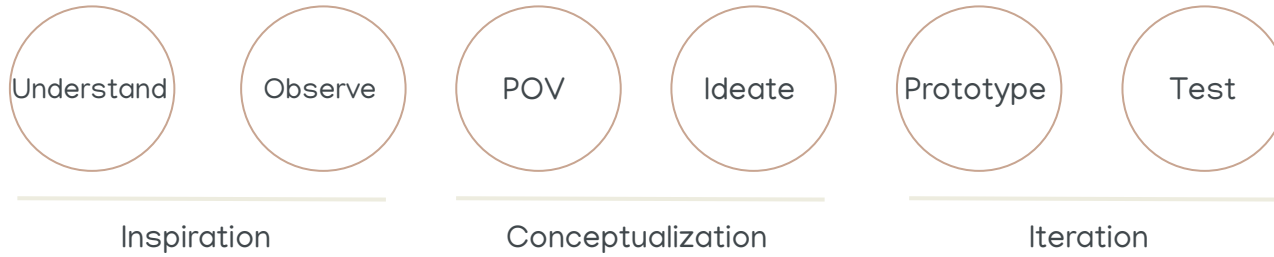 Understand
Observe
POV
Ideate
Prototype
Test
Inspiration
Conceptualization
Iteration